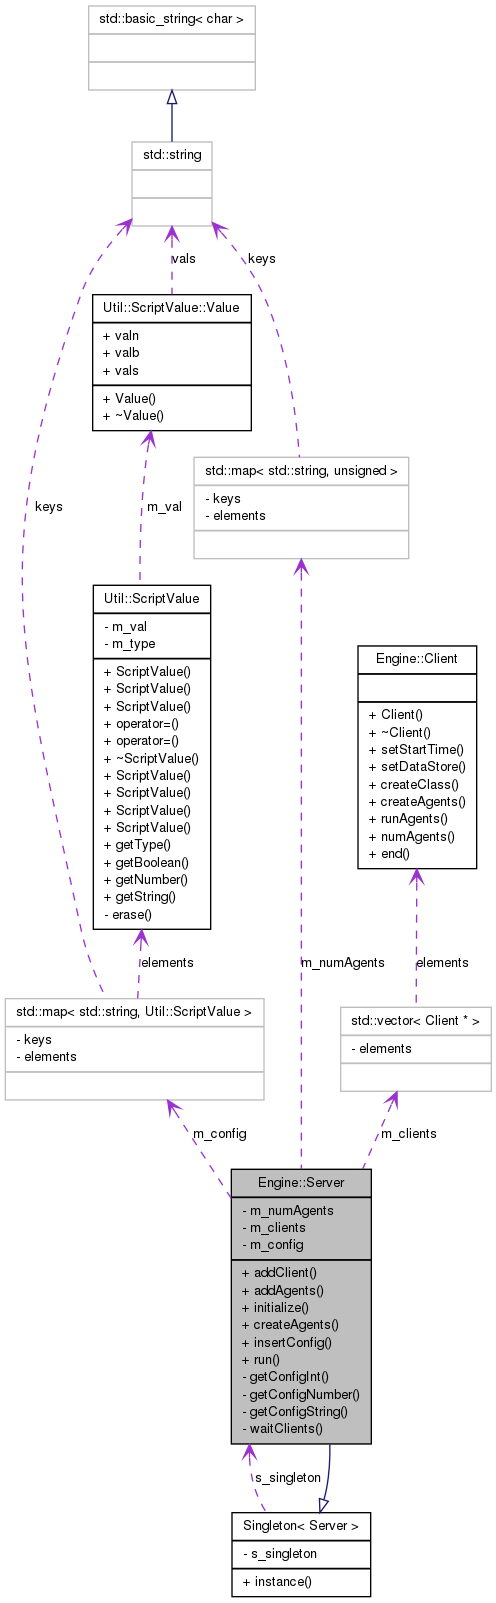 std::basic_string< char >
std::string
vals
keys
Util::ScriptValue::Value
+ valn
+ valb
+ vals
+ Value()
+ ~Value()
std::map< std::string, unsigned >
- keys
- elements
keys
m_val
Util::ScriptValue
- m_val
- m_type
+ ScriptValue()
+ ScriptValue()
+ ScriptValue()
+ operator=()
+ operator=()
+ ~ScriptValue()
+ ScriptValue()
+ ScriptValue()
+ ScriptValue()
+ ScriptValue()
+ getType()
+ getBoolean()
+ getNumber()
+ getString()
- erase()
Engine::Client
+ Client()
+ ~Client()
+ setStartTime()
+ setDataStore()
+ createClass()
+ createAgents()
+ runAgents()
+ numAgents()
+ end()
elements
m_numAgents
elements
std::map< std::string, Util::ScriptValue >
- keys
- elements
std::vector< Client * >
- elements
m_config
m_clients
Engine::Server
- m_numAgents
- m_clients
- m_config
+ addClient()
+ addAgents()
+ initialize()
+ createAgents()
+ insertConfig()
+ run()
- getConfigInt()
- getConfigNumber()
- getConfigString()
- waitClients()
s_singleton
Singleton< Server >
- s_singleton
+ instance()